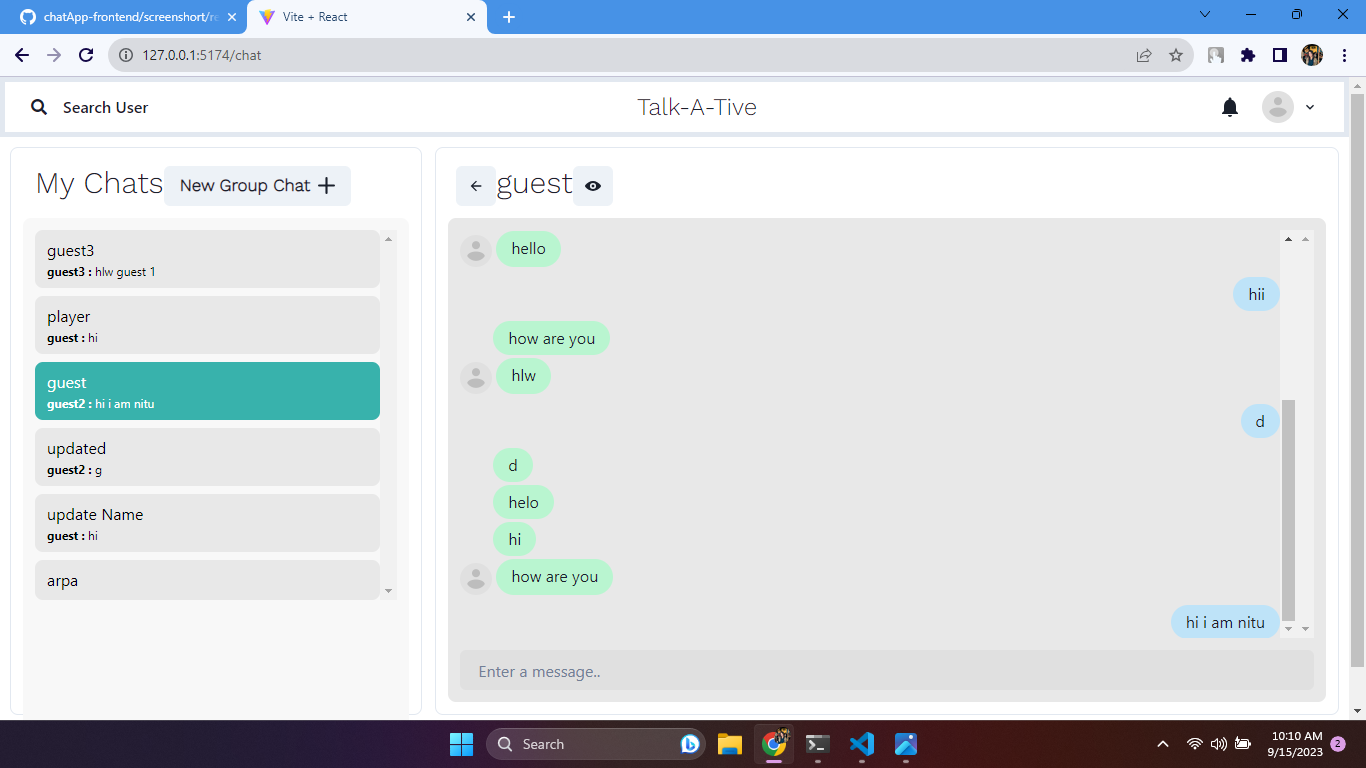 chatApp-frontend/screenshort/re
Vite + React
127.0.0.1:5174/chat
Search User
Talk-A-Tive
My Chats
New Group Chat
guest
guest3
guest3 : hlw guest 1
player
guest : hi
guest
guest2 : hi i am nitu
updated
guest2 : g
update Name
guest : hi
arpa
hello
hii
how are you
hlw
d
d
helo
hi
how are you
hi i am nitu
Enter a message..
Search
10:10 AM
9/15/2023
2